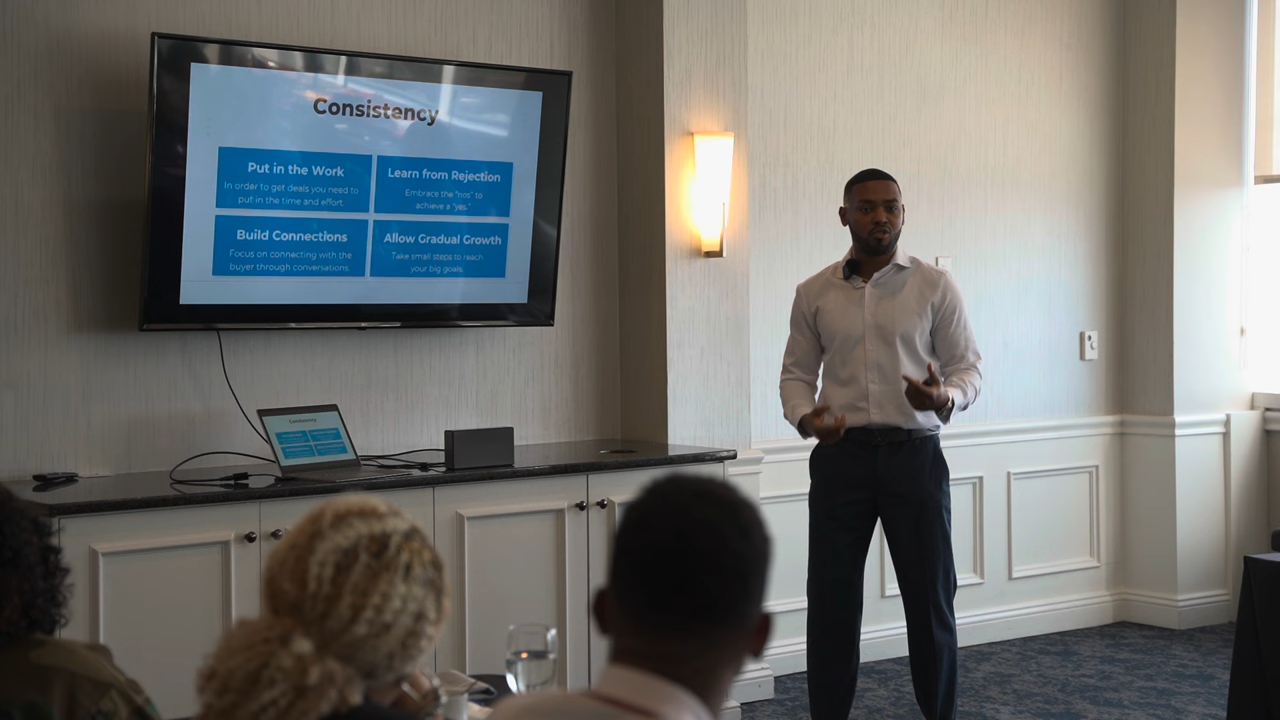 Consistency
Put in the Work
In order to get deals you need to
put in the time and effort.
Learn from Rejection
Embrace the "nos" to
achieve a "yes."
Build Connections
Focus on connecting with the
buyer through conversations.
Allow Gradual Growth
Take small steps to reach
your big goals.
Consistency